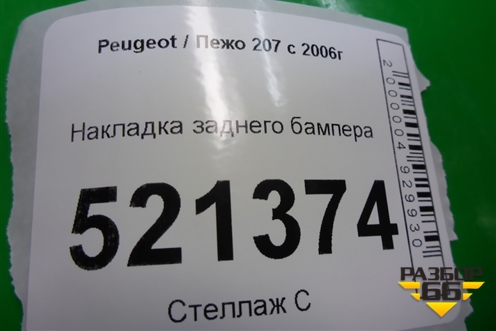 Peugeot / Пежо 207 с 2006г
Накладка заднего бампера
521374
Стеллаж С
2000004929930
РАЗБОР
66